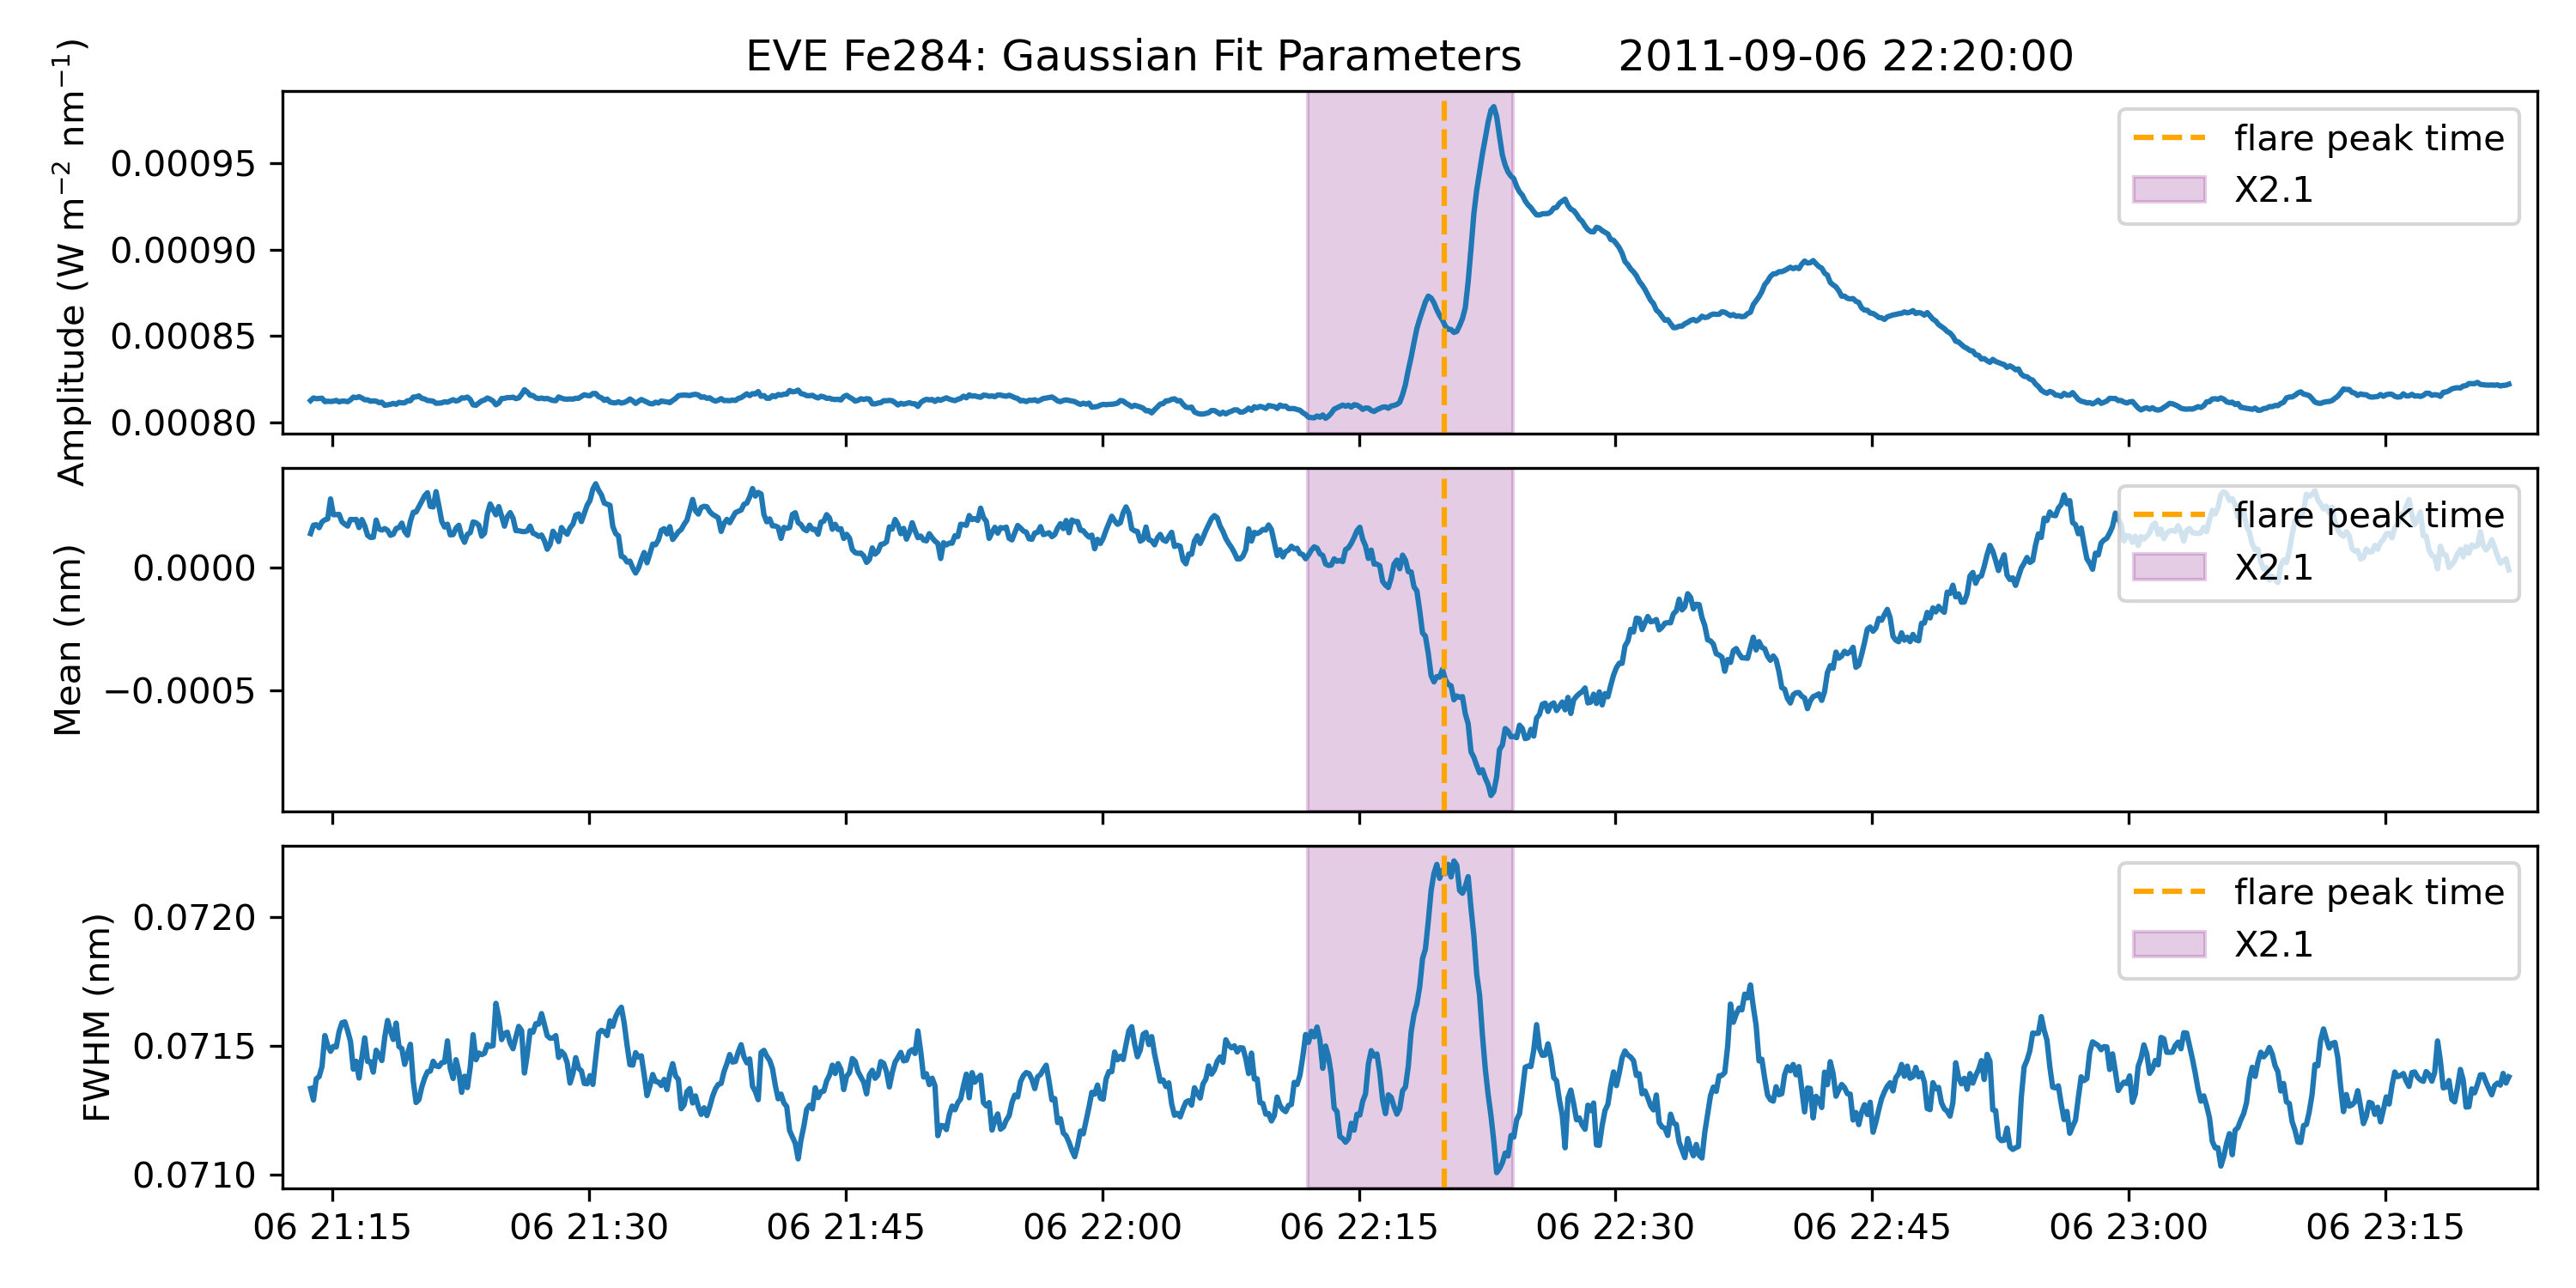 EVE Fe284: Gaussian Fit Parameters 2011-09-06 22:20:00
Amplitude (W m⁻² nm⁻¹)
0.00095
0.00090
0.00085
0.00080
flare peak time
X2.1
Mean (nm)
0.0000
−0.0005
flare peak time
X2.1
FWHM (nm)
0.0720
0.0715
0.0710
flare peak time
X2.1
06 21:15 06 21:30 06 21:45 06 22:00 06 22:15 06 22:30 06 22:45 06 23:00 06 23:15